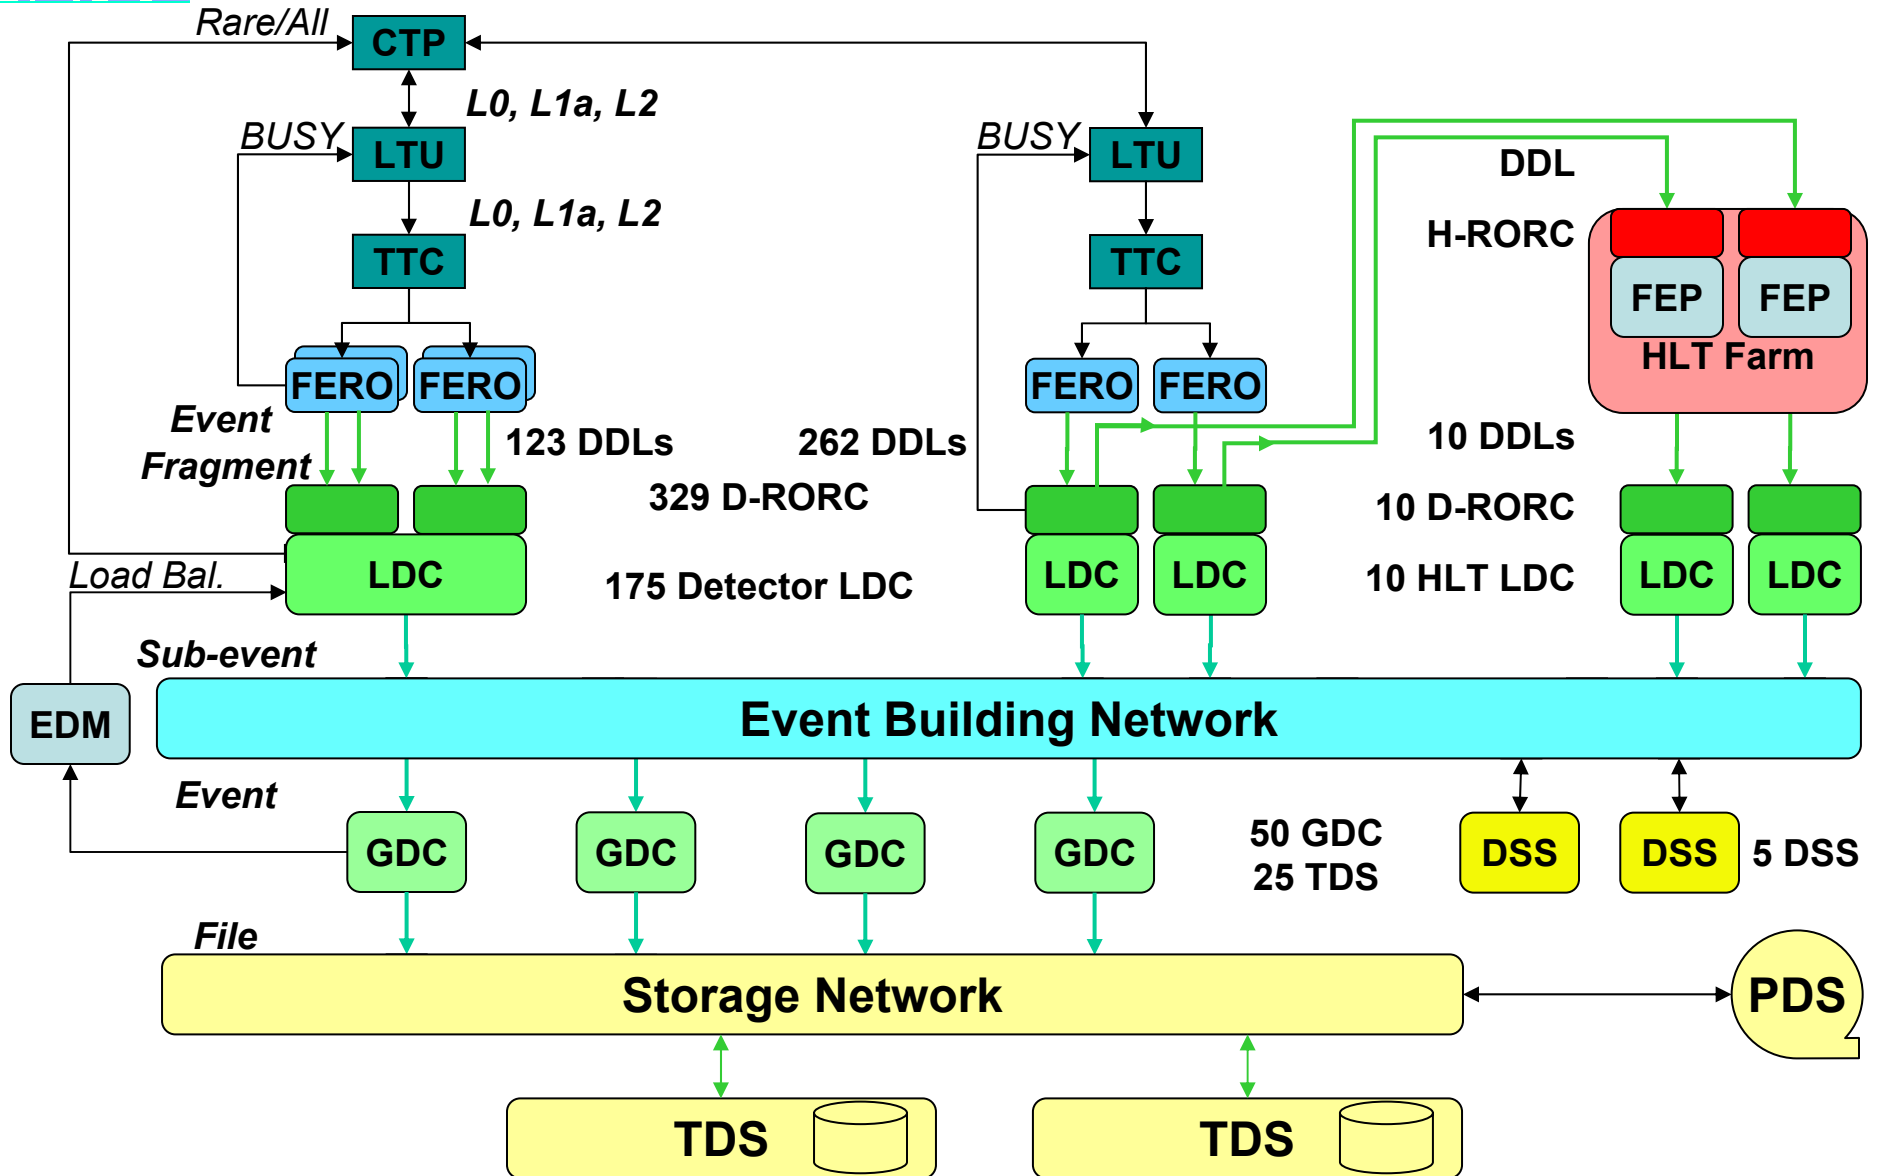 Rare/All
CTP
L0, L1a, L2
BUSY
LTU
BUSY
LTU
DDL
L0, L1a, L2
H-RORC
TTC
TTC
FEP
FEP
HLT Farm
FERO
FERO
FERO
FERO
Event
Fragment
123 DDLs
262 DDLs
10 DDLs
329 D-RORC
10 D-RORC
Load Bal.
LDC
175 Detector LDC
LDC
LDC
10 HLT LDC
LDC
LDC
Sub-event
EDM
Event Building Network
Event
GDC
GDC
GDC
GDC
50 GDC
25 TDS
DSS
DSS
5 DSS
File
Storage Network
PDS
TDS
TDS